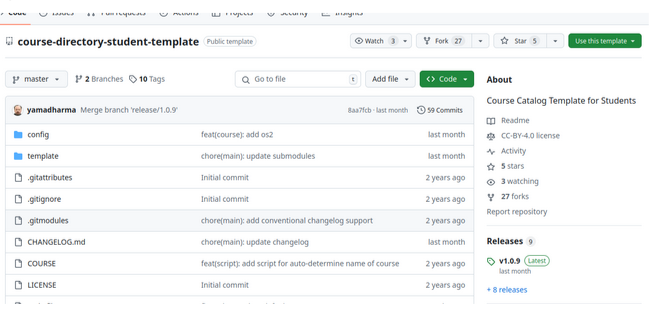 Code Issues Pull requests Actions Projects Security Insights
course-directory-student-template Public template Watch 3 Fork 27 Star 5 Use this template
master 2 Branches 10 Tags Go to file t Add file Code
yamadharma Merge branch 'release/1.0.9' 8aa7fcb · last month 59 Commits
config feat(course): add os2 last month
template chore(main): update submodules last month
.gitattributes Initial commit 2 years ago
.gitignore Initial commit 2 years ago
.gitmodules chore(main): add conventional changelog support 2 years ago
CHANGELOG.md chore(main): update changelog last month
COURSE feat(script): add script for auto-determine name of course 2 years ago
LICENSE Initial commit 2 years ago
About
Course Catalog Template for Students
Readme
CC-BY-4.0 license
Activity
5 stars
3 watching
27 forks
Report repository
Releases 9
v1.0.9 Latest
last month
+ 8 releases